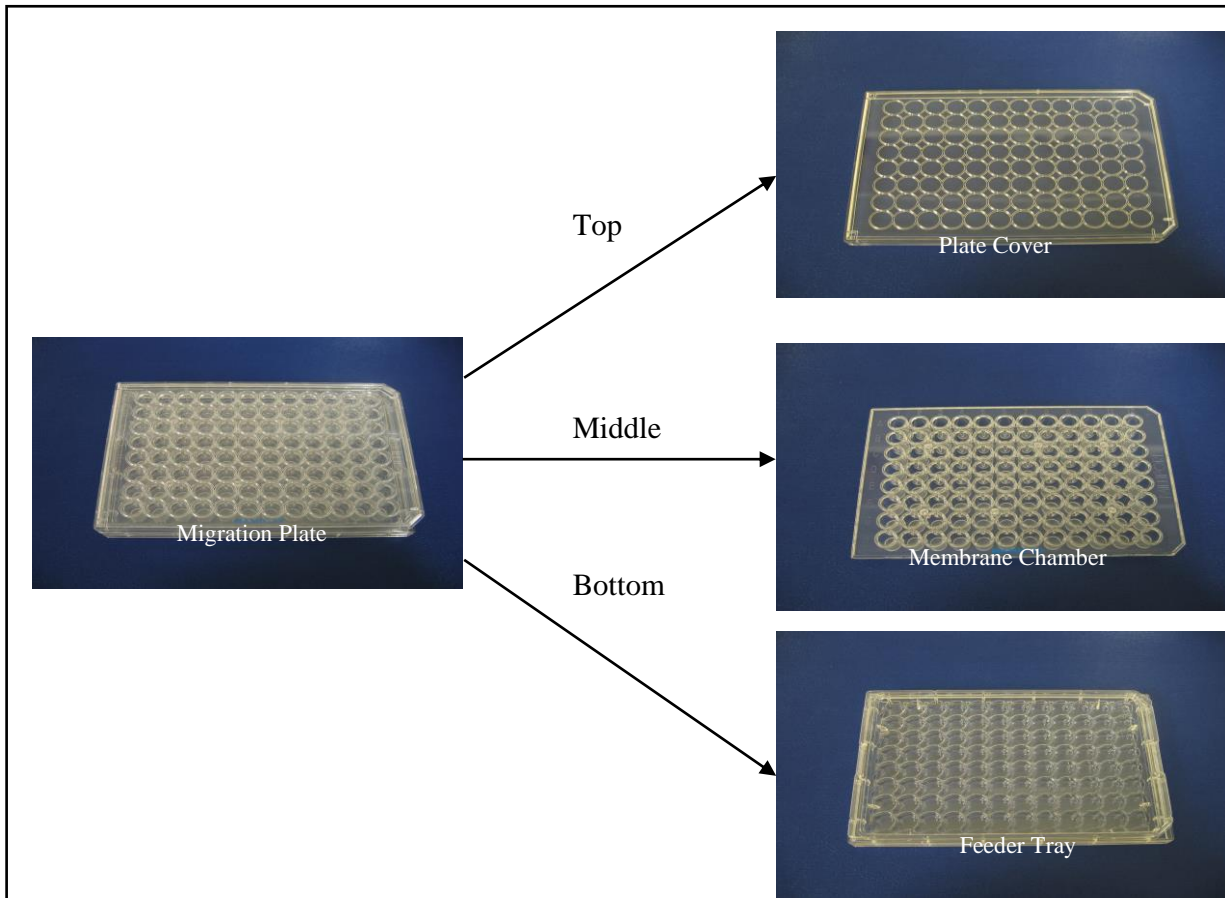 Top
Plate Cover
Migration Plate
Middle
Membrane Chamber
Bottom
Feeder Tray